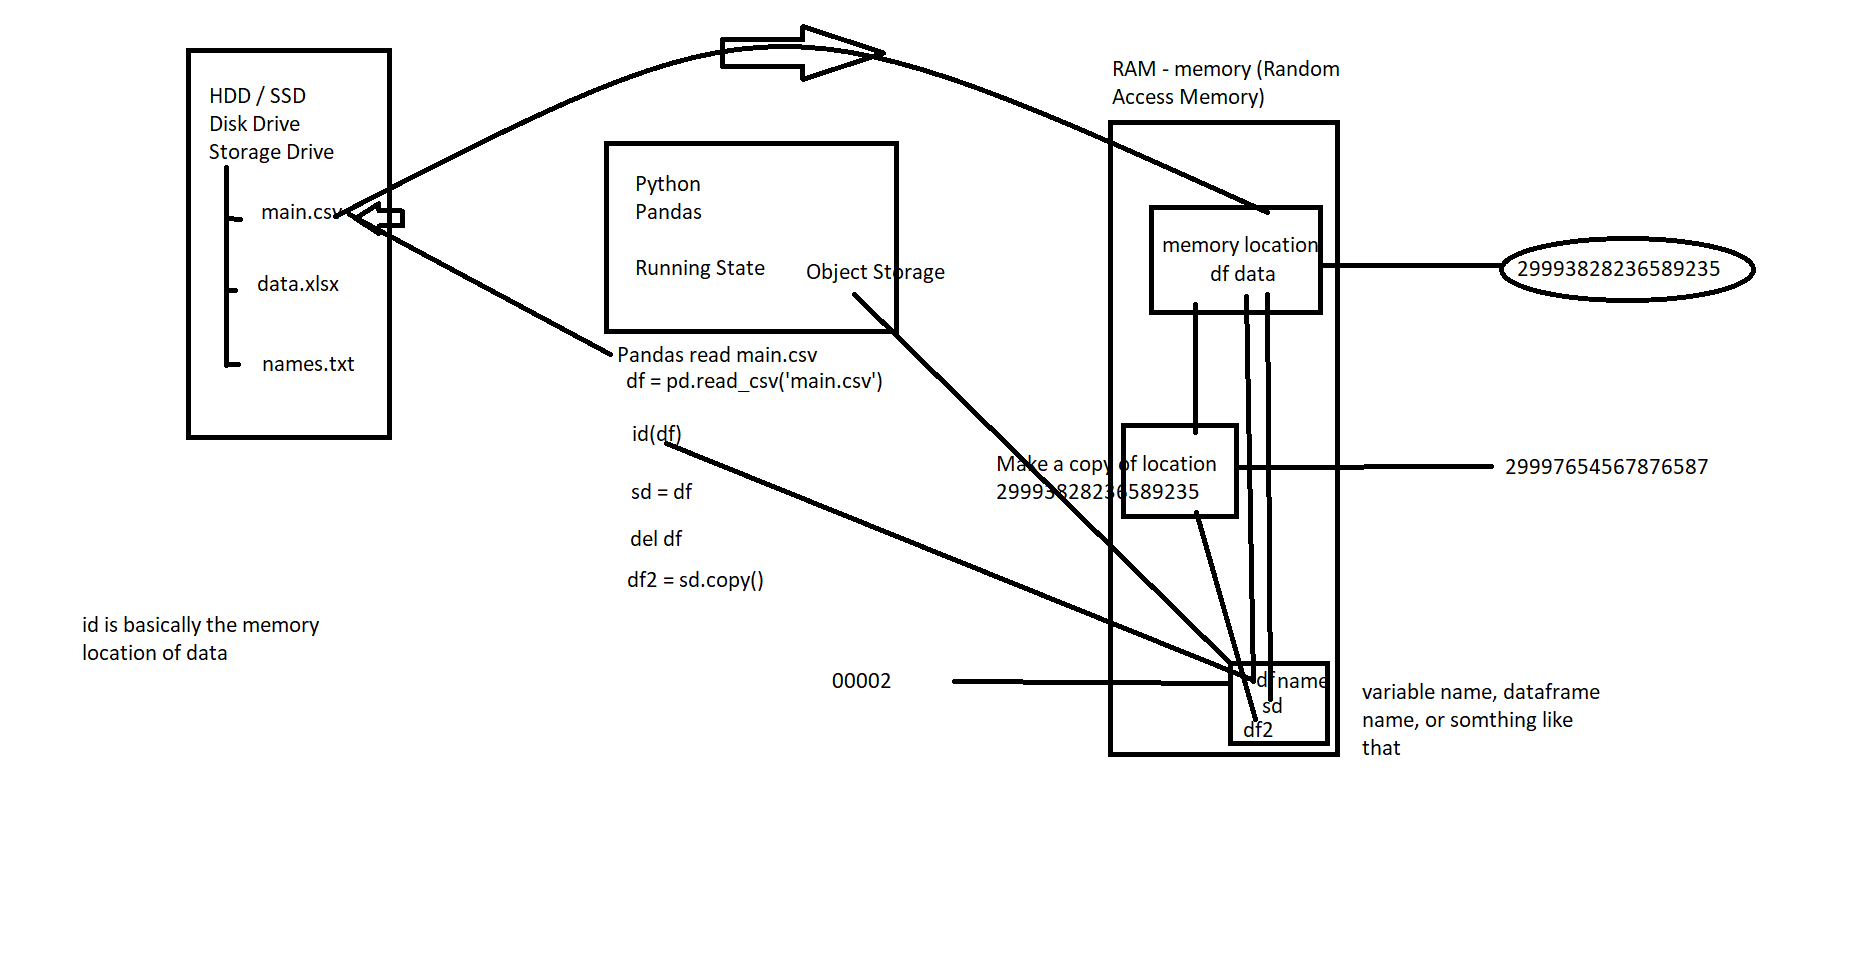 HDD / SSD
Disk Drive
Storage Drive
main.csv
data.xlsx
names.txt
id is basically the memory
location of data
Python
Pandas
Running State
Object Storage
Pandas read main.csv
df = pd.read_csv('main.csv')
id(df)
sd = df
del df
df2 = sd.copy()
00002
RAM - memory (Random
Access Memory)
memory location
df data
29993828236589235
Make a copy of location
29993828236589235
29997654567876587
df name
sd
df2
variable name, dataframe
name, or somthing like
that